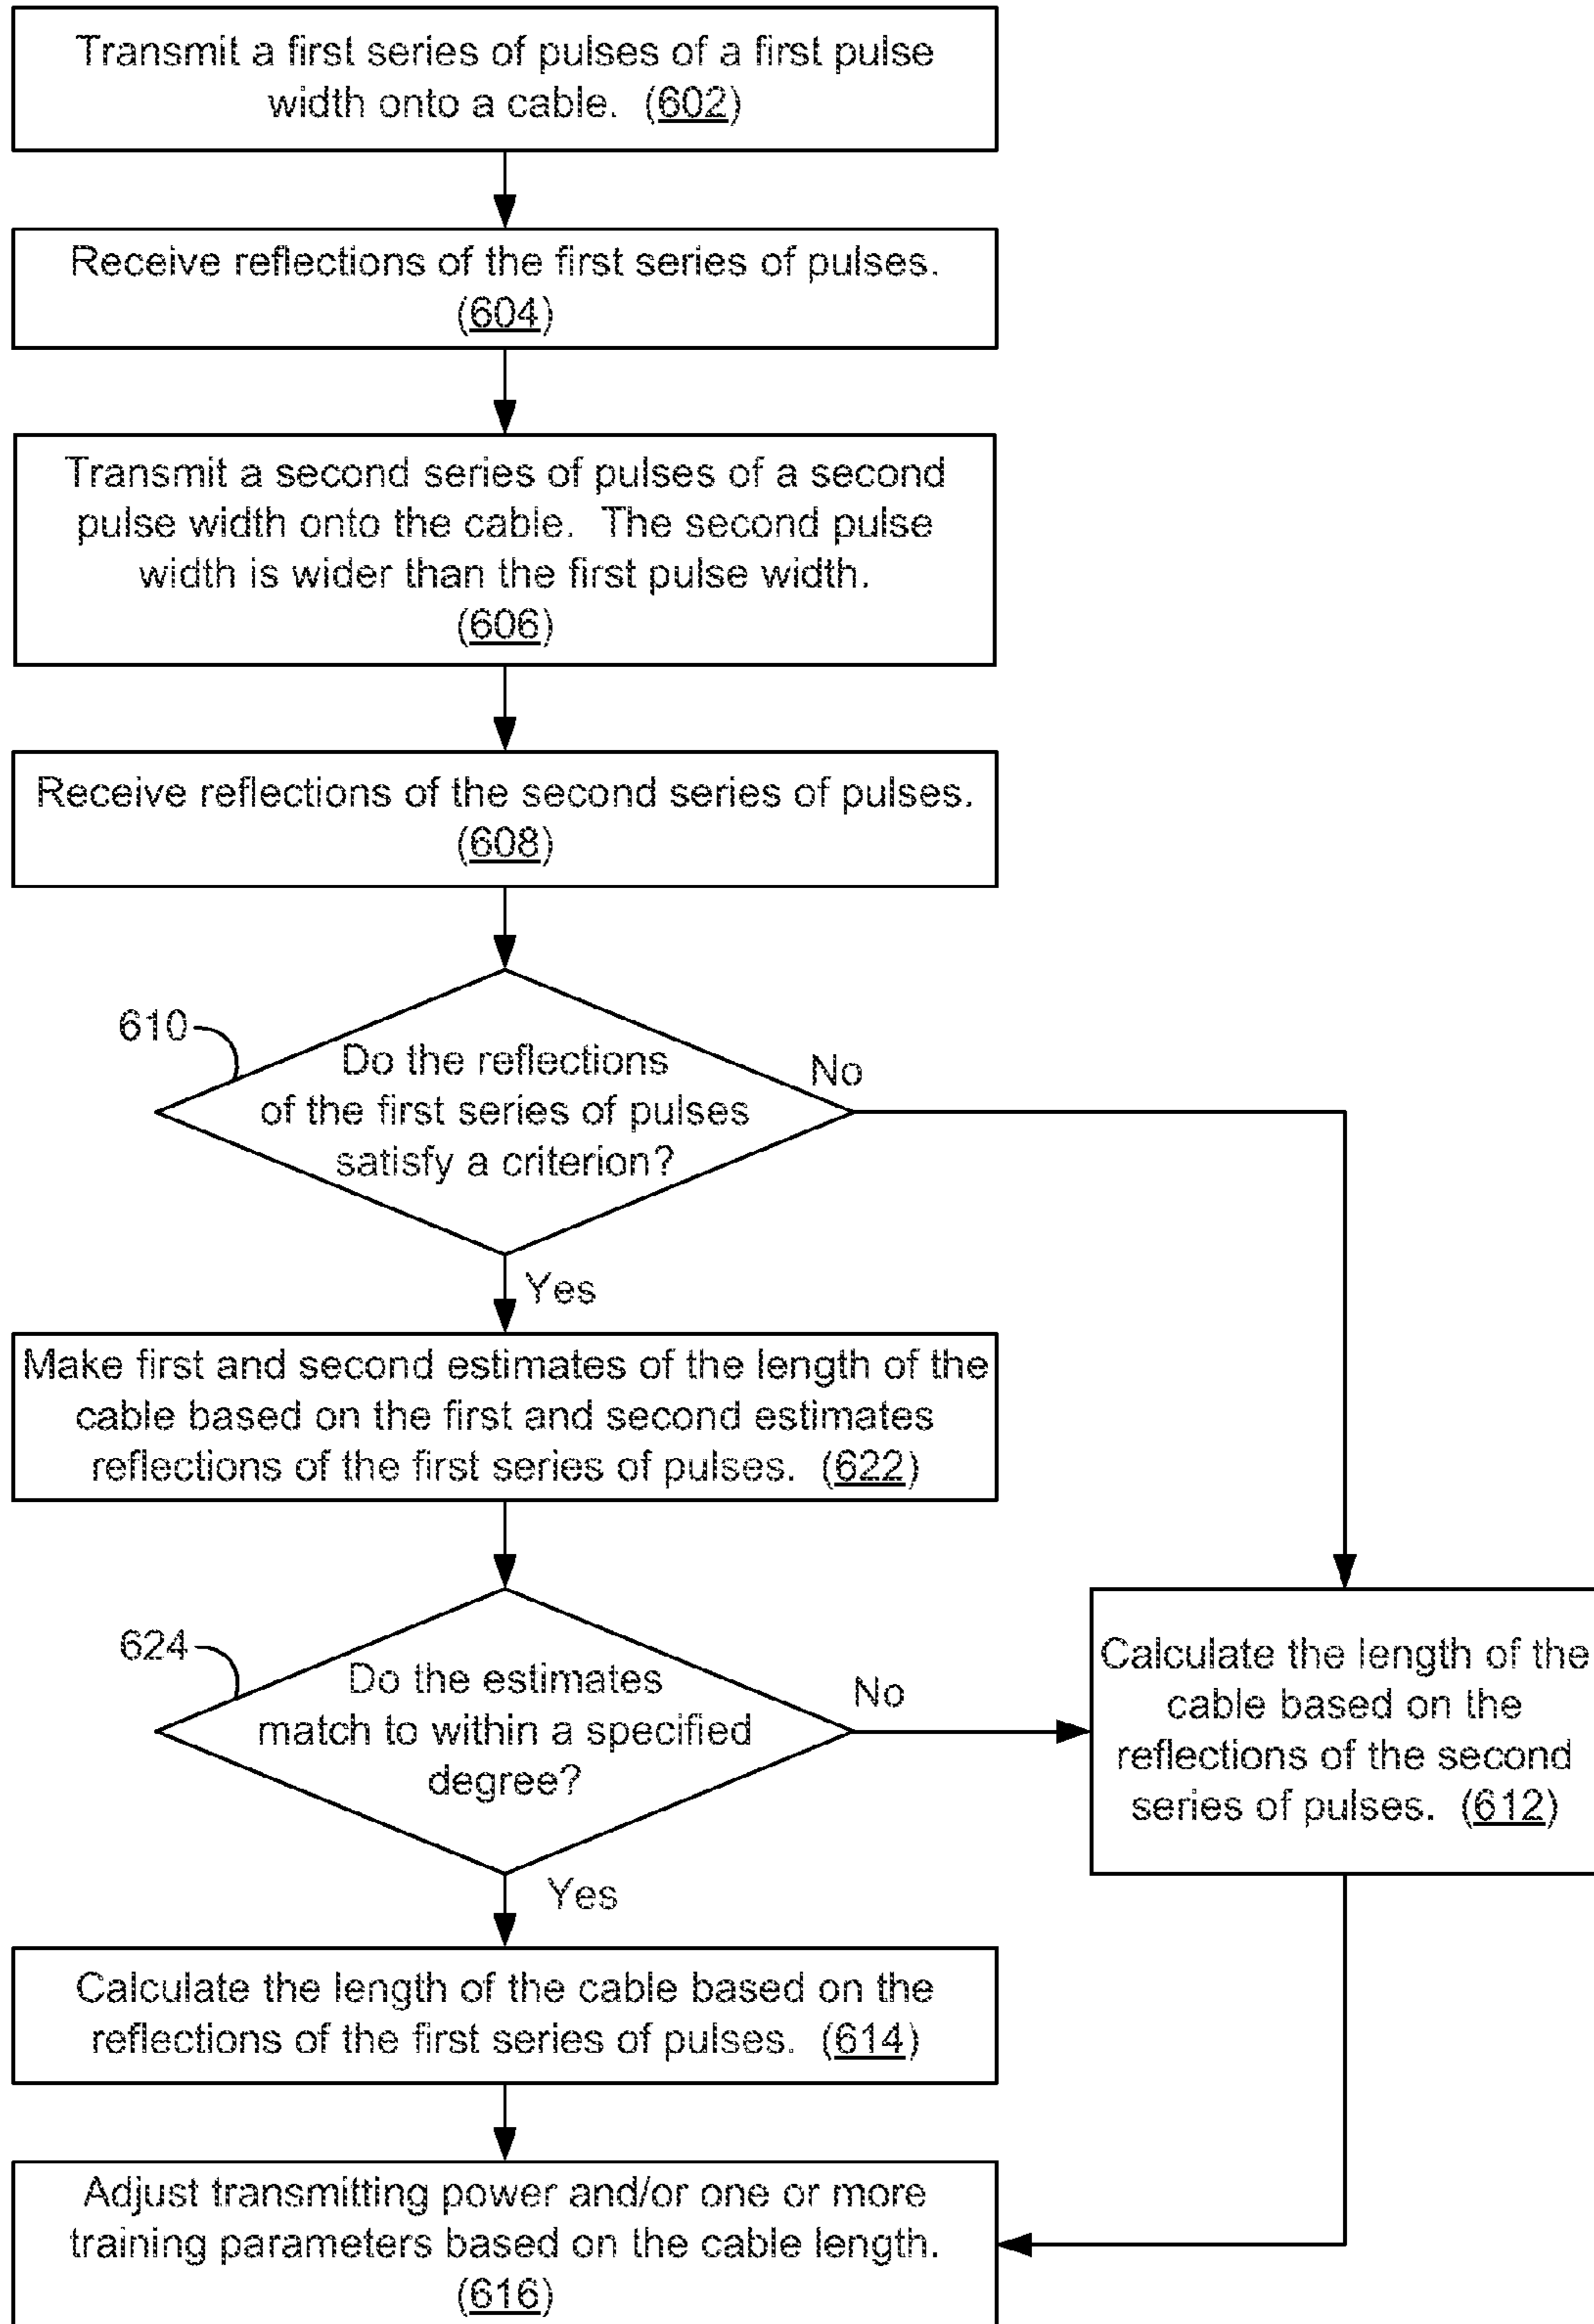 Transmit a first series of pulses of a first pulse
width onto a cable. (602)
Receive reflections of the first series of pulses.
(604)
Transmit a second series of pulses of a second
pulse width onto the cable. The second pulse
width is wider than the first pulse width.
(606)
Receive reflections of the second series of pulses.
(608)
610
Do the reflections
of the first series of pulses
satisfy a criterion?
No
Yes
Make first and second estimates of the length of the
cable based on the first and second estimates
reflections of the first series of pulses. (622)
624
Do the estimates
match to within a specified
degree?
No
Yes
Calculate the length of the
cable based on the
reflections of the second
series of pulses. (612)
Calculate the length of the cable based on the
reflections of the first series of pulses. (614)
Adjust transmitting power and/or one or more
training parameters based on the cable length.
(616)